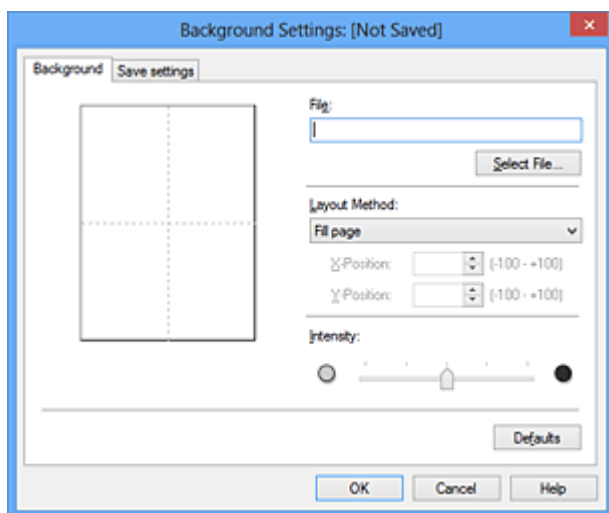 Background Settings: [Not Saved]
Background
Save settings
File:
Select File...
Layout Method:
Fill page
X-Position:
(-100 - +100)
Y-Position:
(-100 - +100)
Intensity:
Defaults
OK
Cancel
Help